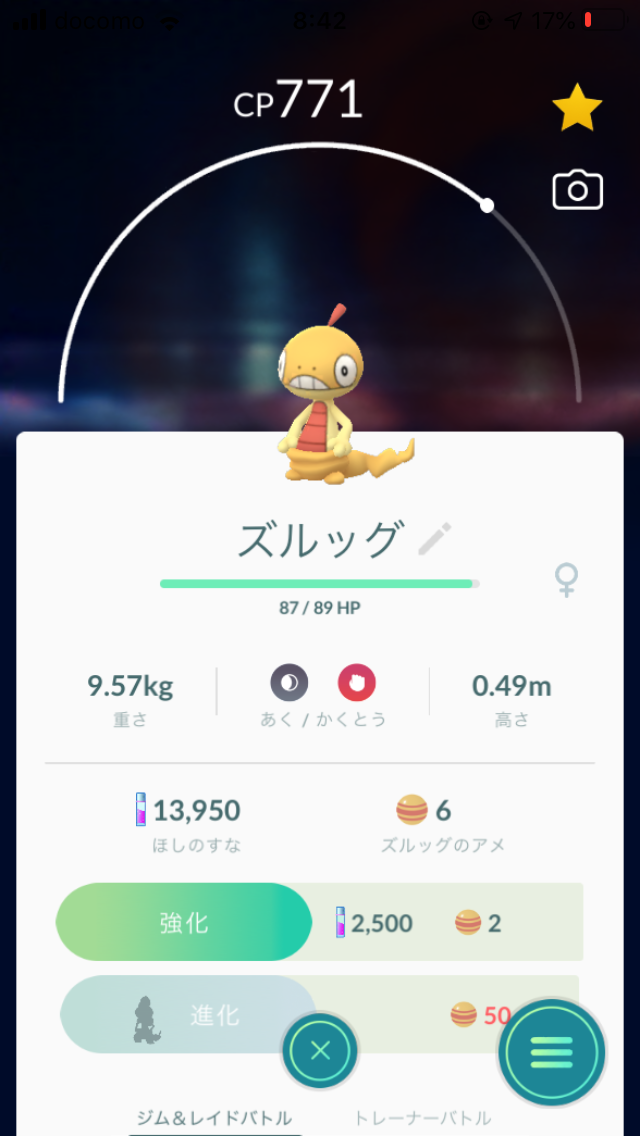 docomo 8:42 17%
CP771
ズルッグ
87 / 89 HP
9.57kg
0.49m
重さ
あく / かくとう
高さ
13,950
6
ほしのすな
ズルッグのアメ
強化 2,500 2
進化 50
ジム＆レイドバトル トレーナーバトル